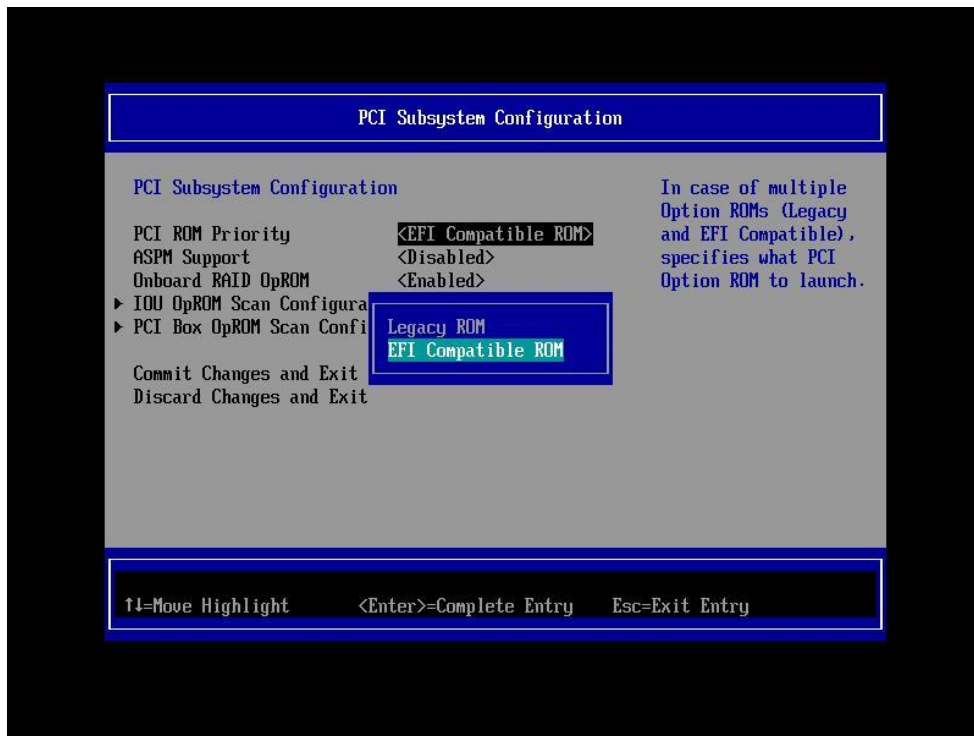 PCI Subsystem Configuration
PCI Subsystem Configuration
PCI ROM Priority <EFI Compatible ROM>
ASPM Support <Disabled>
Onboard RAID OpROM <Enabled>
▶ IOU OpROM Scan Configura
▶ PCI Box OpROM Scan Confi
Legacy ROM
EFI Compatible ROM
Commit Changes and Exit
Discard Changes and Exit
In case of multiple
Option ROMs (Legacy
and EFI Compatible),
specifies what PCI
Option ROM to launch.
↑↓=Move Highlight <Enter>=Complete Entry Esc=Exit Entry